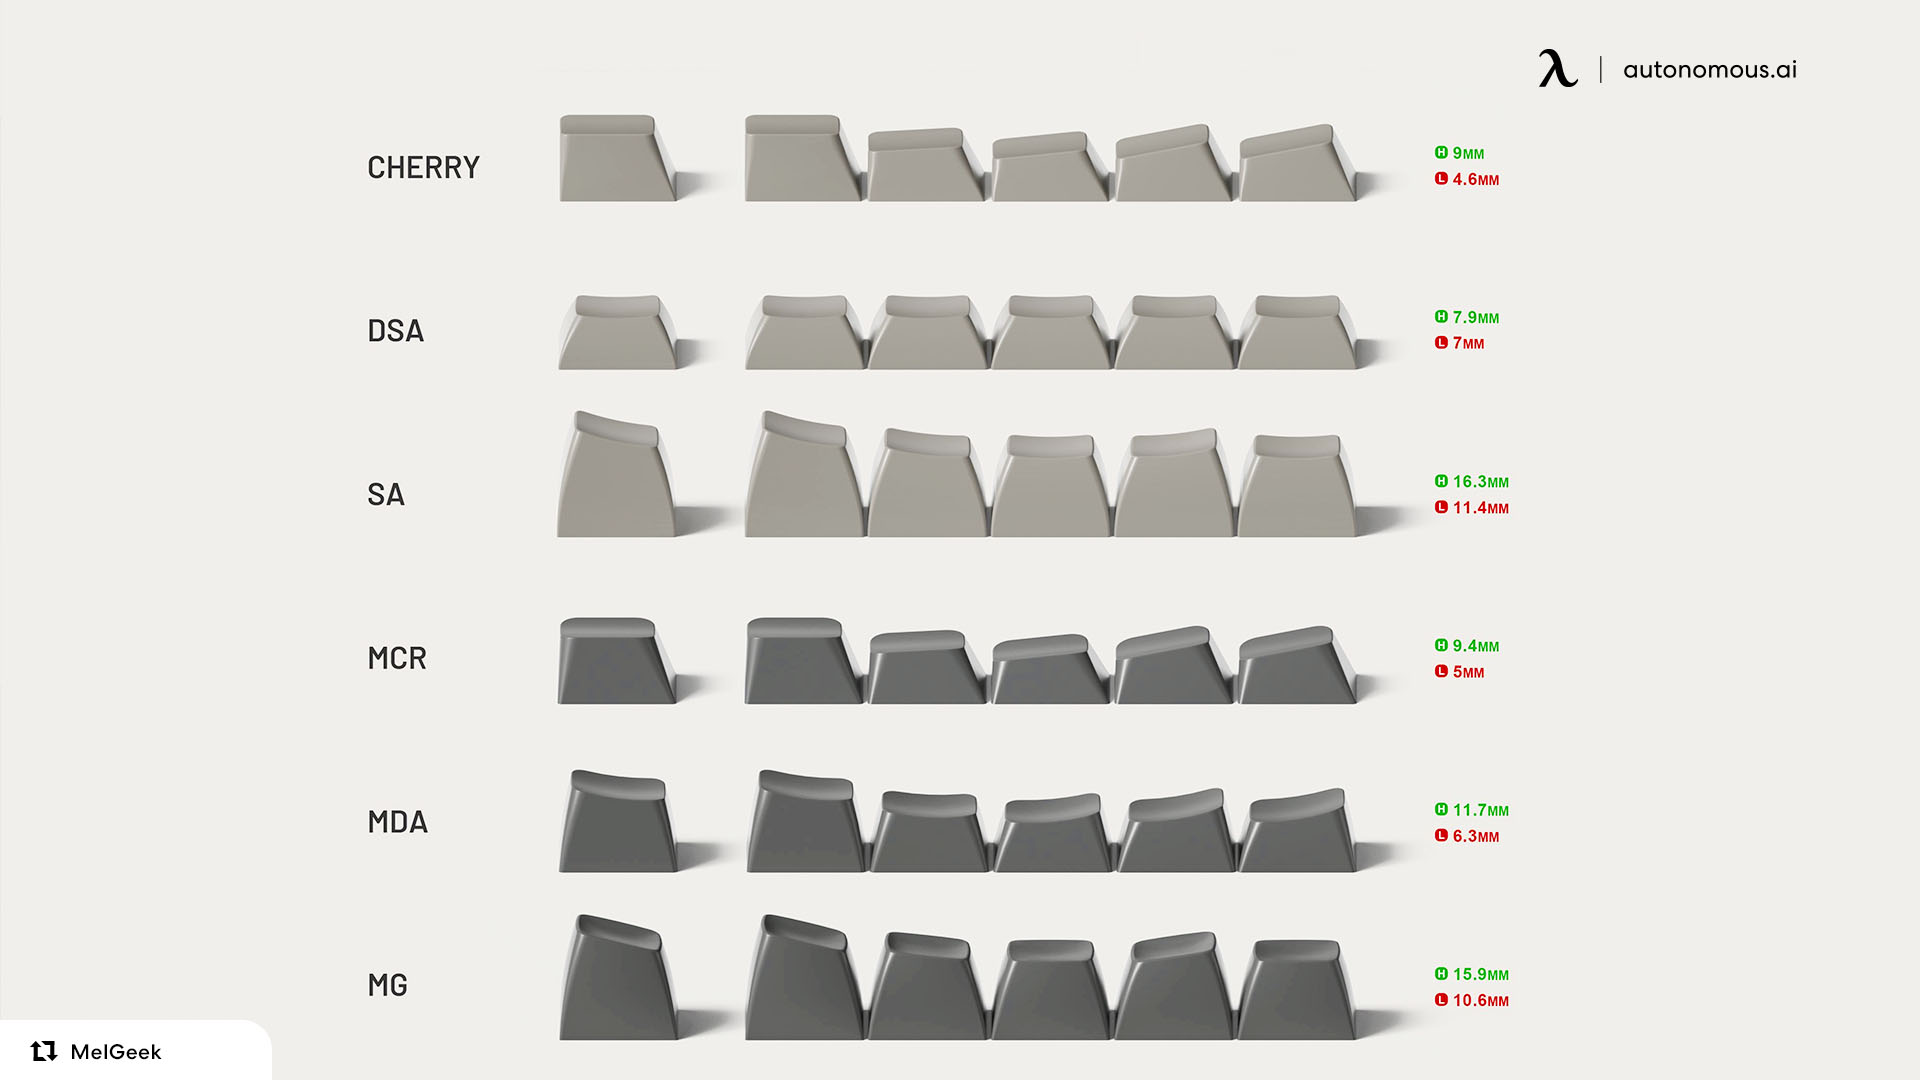 λ | autonomous.ai
CHERRY
H 9MM
L 4.6MM
DSA
H 7.9MM
L 7MM
SA
H 16.3MM
L 11.4MM
MCR
H 9.4MM
L 5MM
MDA
H 11.7MM
L 6.3MM
MG
H 15.9MM
L 10.6MM
MelGeek